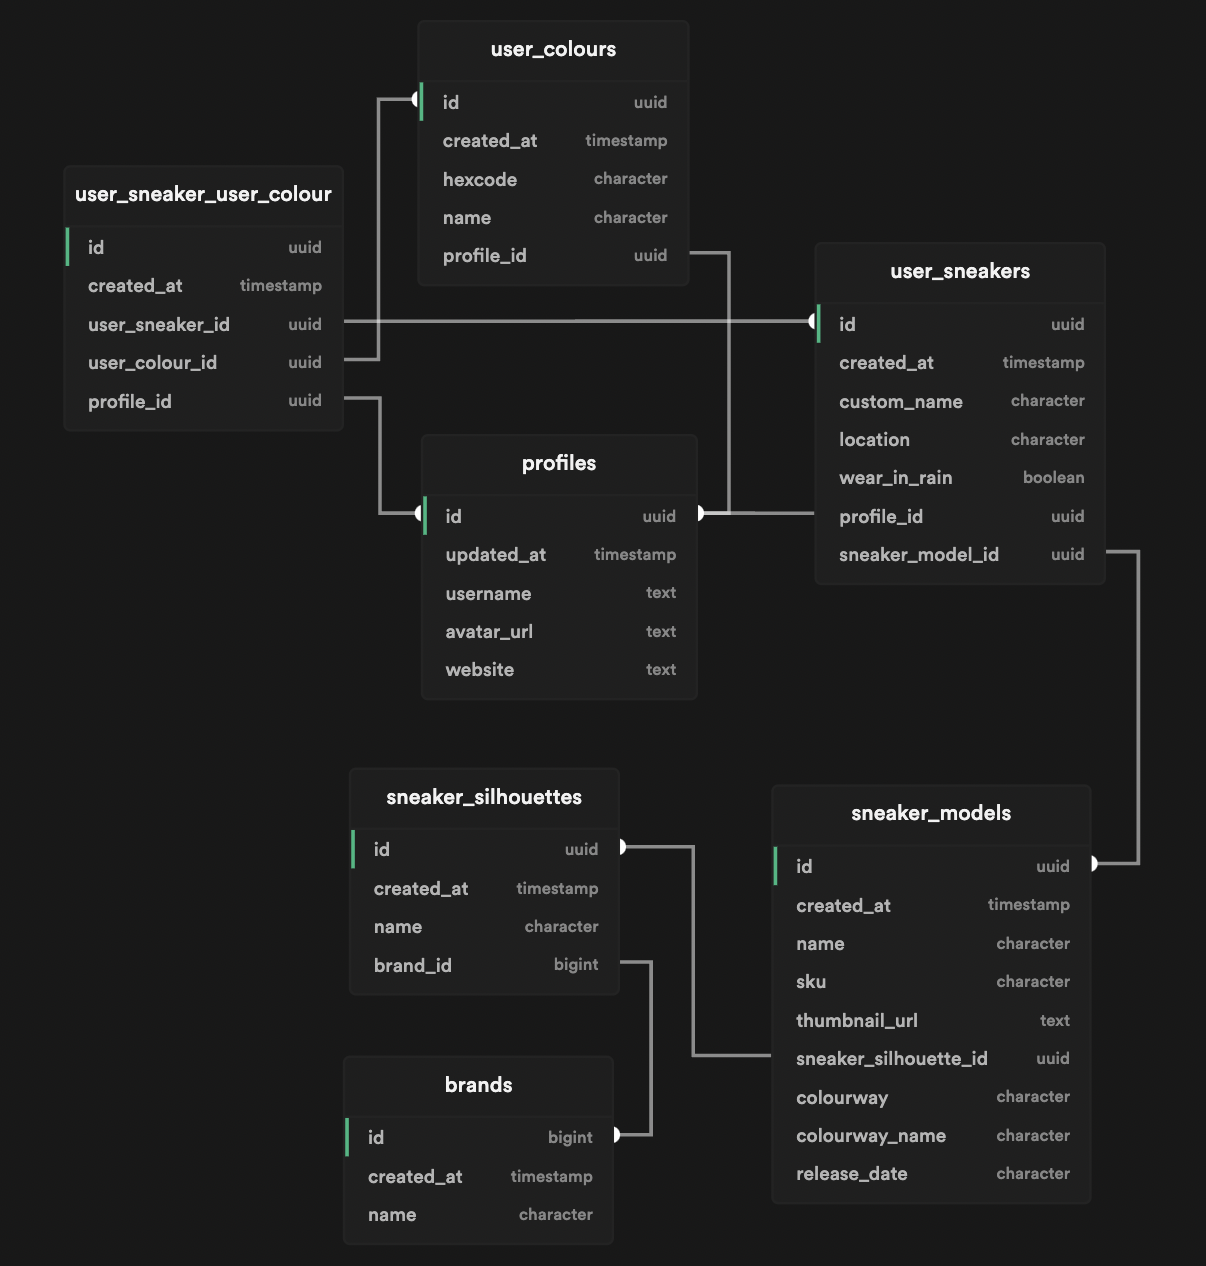 user_colours
id uuid
created_at timestamp
hexcode character
name character
profile_id uuid
user_sneaker_user_colour
id uuid
created_at timestamp
user_sneaker_id uuid
user_colour_id uuid
profile_id uuid
user_sneakers
id uuid
created_at timestamp
custom_name character
location character
wear_in_rain boolean
profile_id uuid
sneaker_model_id uuid
profiles
id uuid
updated_at timestamp
username text
avatar_url text
website text
sneaker_silhouettes
id uuid
created_at timestamp
name character
brand_id bigint
sneaker_models
id uuid
created_at timestamp
name character
sku character
thumbnail_url text
sneaker_silhouette_id uuid
colourway character
colourway_name character
release_date character
brands
id bigint
created_at timestamp
name character